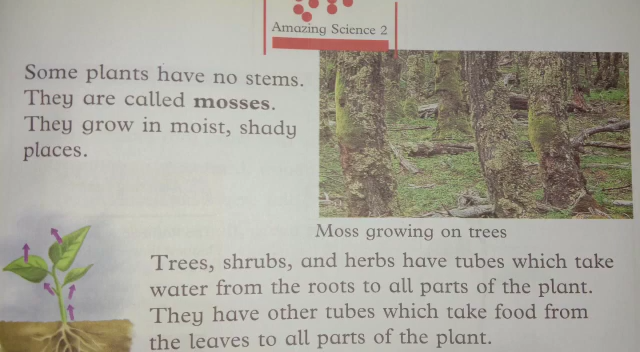 Amazing Science 2
Some plants have no stems.
They are called mosses.
They grow in moist, shady
places.
Moss growing on trees
Trees, shrubs, and herbs have tubes which take
water from the roots to all parts of the plant.
They have other tubes which take food from
the leaves to all parts of the plant.